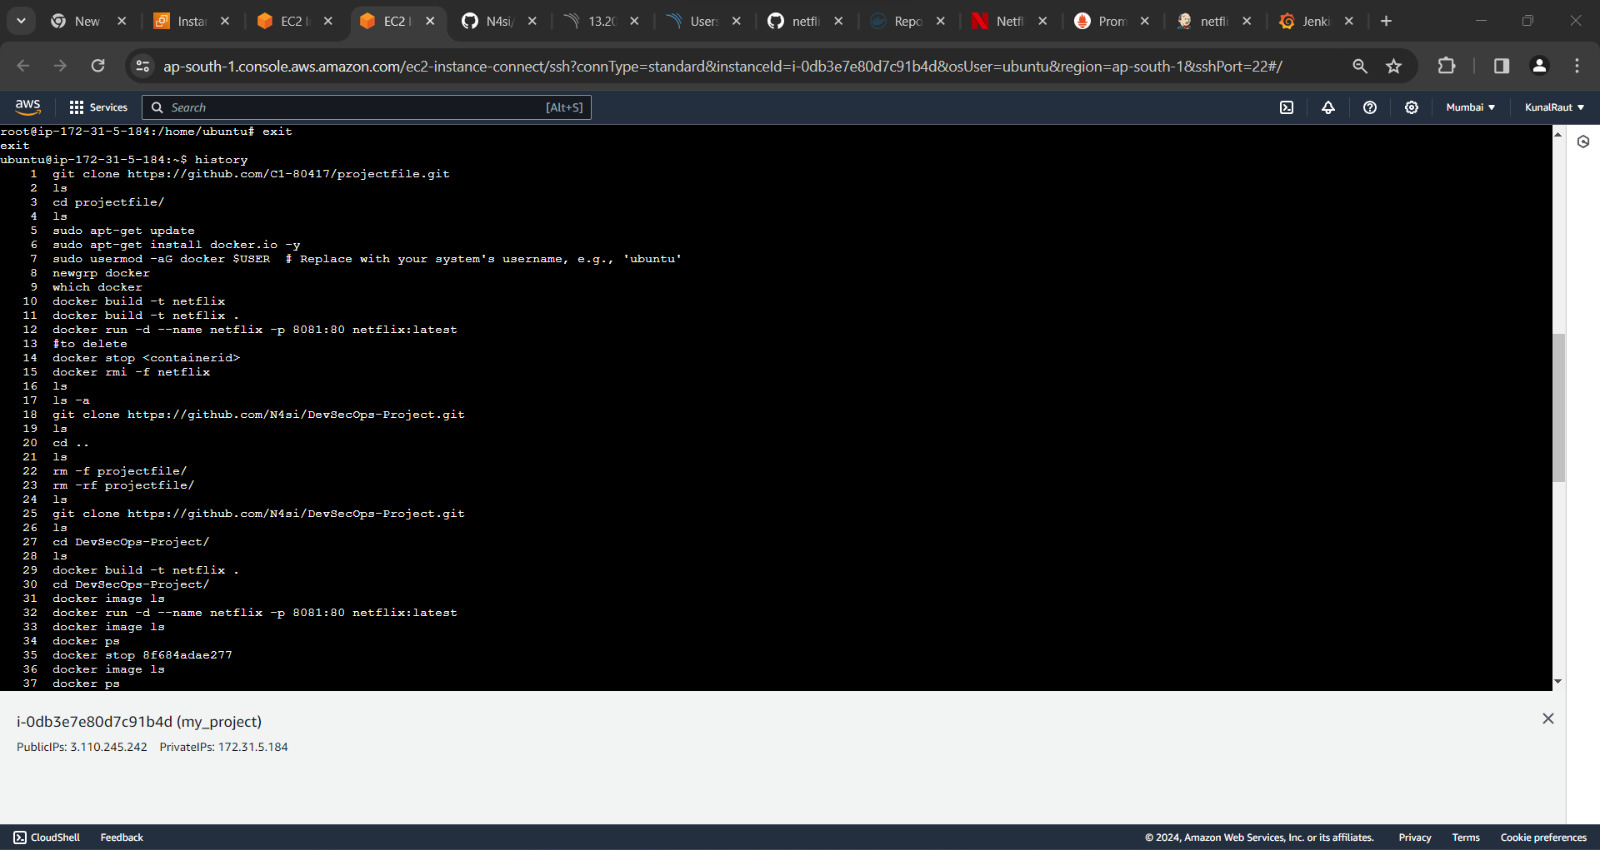 New
Instan
EC2 I
EC2 I
N4si/
13.20
Users
netfli
Repo
Netfl
Prom
netfli
Jenki
ap-south-1.console.aws.amazon.com/ec2-instance-connect/ssh?connType=standard&instanceId=i-0db3e7e80d7c91b4d&osUser=ubuntu&region=ap-south-1&sshPort=22#/
aws Services Search [Alt+S] Mumbai KunalRaut
root@ip-172-31-5-184:/home/ubuntu# exit
exit
ubuntu@ip-172-31-5-184:~$ history
1 git clone https://github.com/C1-80417/projectfile.git
2 ls
3 cd projectfile/
4 ls
5 sudo apt-get update
6 sudo apt-get install docker.io -y
7 sudo usermod -aG docker $USER # Replace with your system's username, e.g., 'ubuntu'
8 newgrp docker
9 which docker
10 docker build -t netflix
11 docker build -t netflix .
12 docker run -d --name netflix -p 8081:80 netflix:latest
13 #to delete
14 docker stop <containerid>
15 docker rmi -f netflix
16 ls
17 ls -a
18 git clone https://github.com/N4si/DevSecOps-Project.git
19 ls
20 cd ..
21 ls
22 rm -f projectfile/
23 rm -rf projectfile/
24 ls
25 git clone https://github.com/N4si/DevSecOps-Project.git
26 ls
27 cd DevSecOps-Project/
28 ls
29 docker build -t netflix .
30 cd DevSecOps-Project/
31 docker image ls
32 docker run -d --name netflix -p 8081:80 netflix:latest
33 docker image ls
34 docker ps
35 docker stop 8f684adae277
36 docker image ls
37 docker ps
i-0db3e7e80d7c91b4d (my_project)
PublicIPs: 3.110.245.242 PrivateIPs: 172.31.5.184
CloudShell Feedback © 2024, Amazon Web Services, Inc. or its affiliates. Privacy Terms Cookie preferences